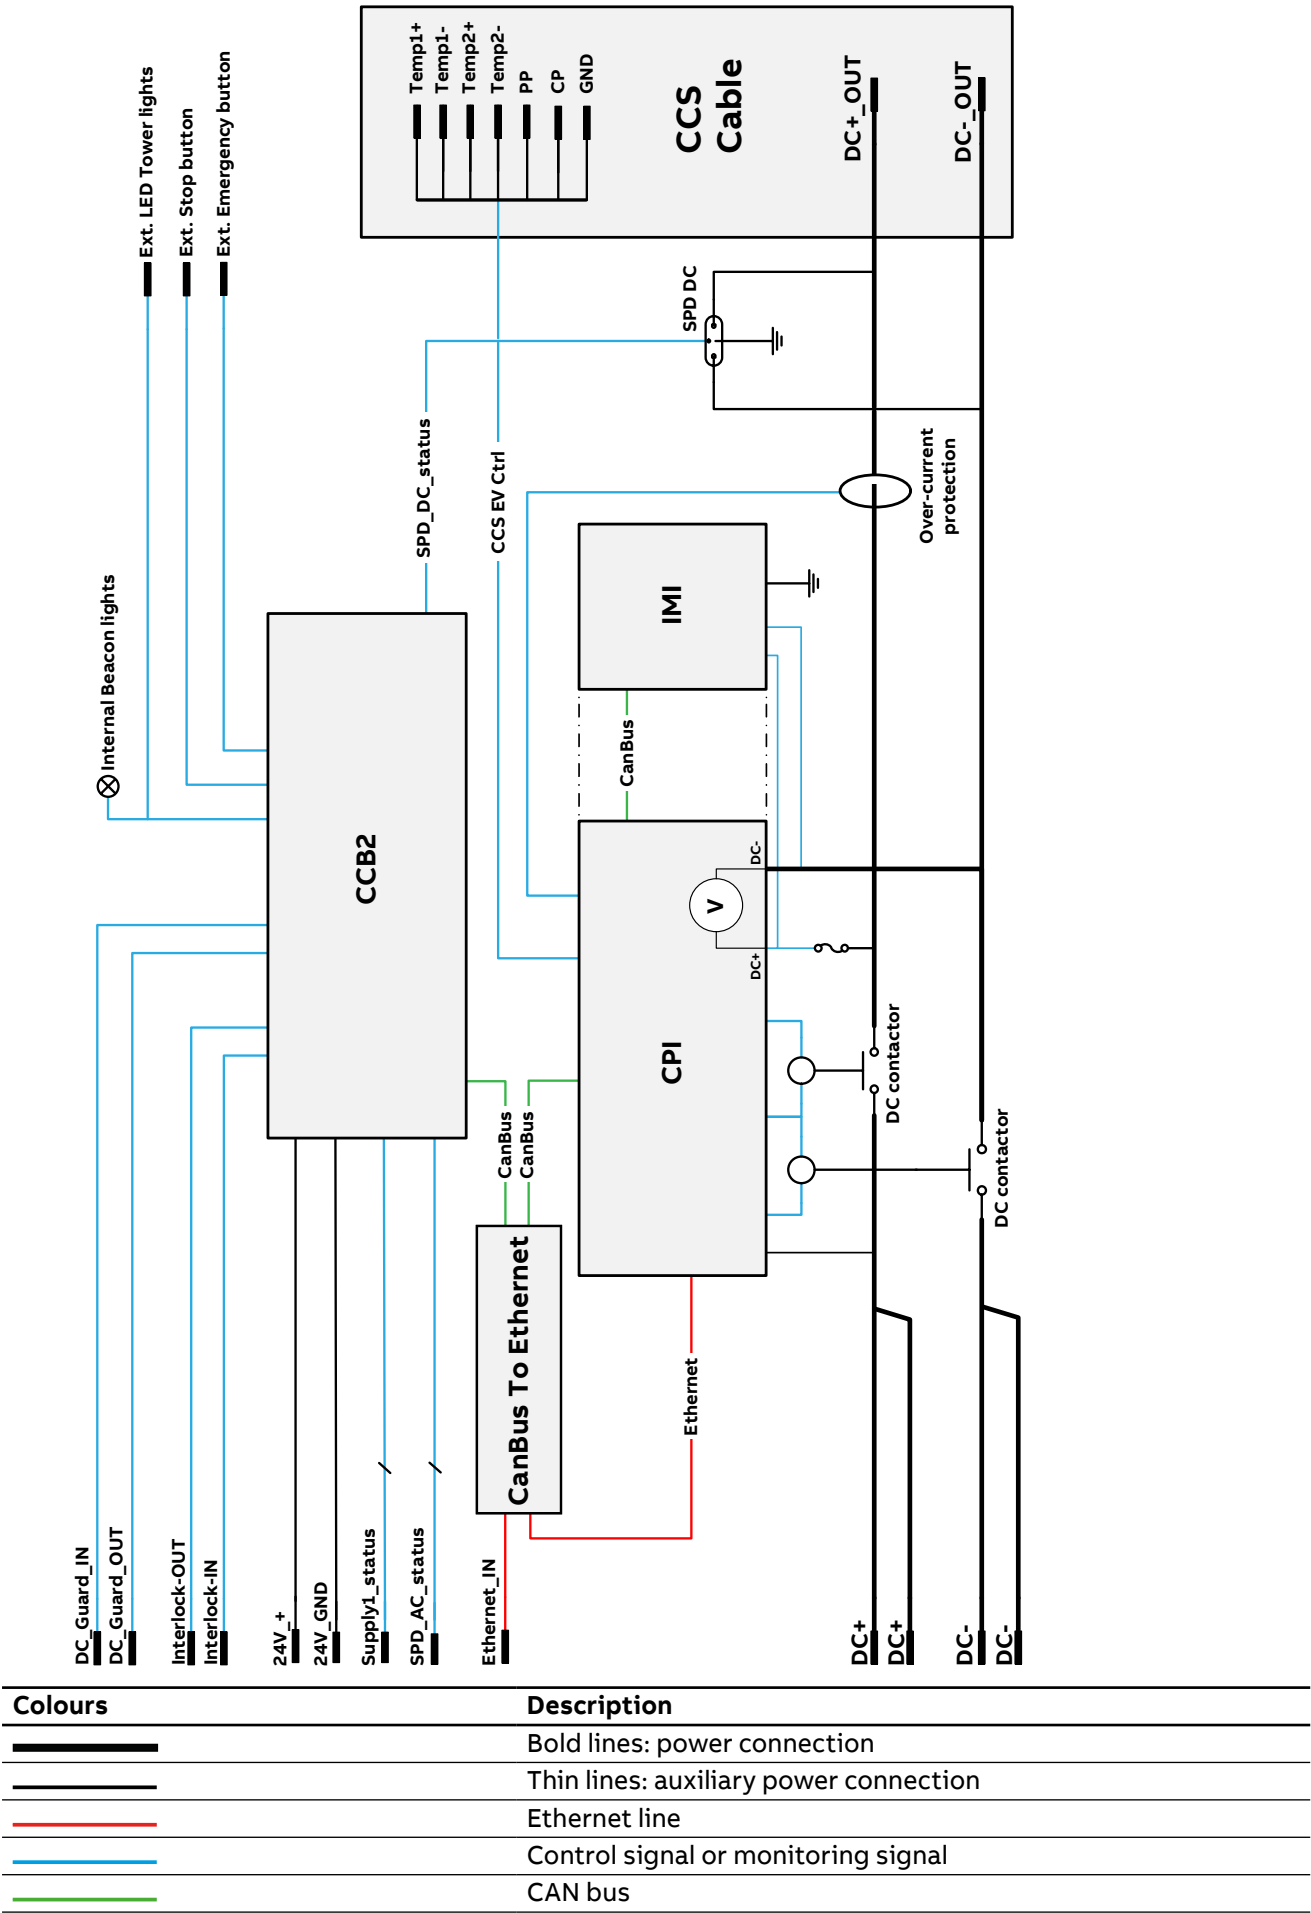 Temp1+
Temp1-
Temp2+
Temp2-
PP
CP
GND
CCS
Cable
DC+_OUT
DC-_OUT
Ext. LED Tower lights
Ext. Stop button
Ext. Emergency button
SPD DC
SPD_DC_status
CCS EV Ctrl
Over-current
protection
Internal Beacon lights
IMI
CanBus
CCB2
DC-
V
DC+
CPI
DC contactor
DC contactor
CanBus
CanBus
CanBus To Ethernet
Ethernet
DC_Guard_IN
DC_Guard_OUT
Interlock-OUT
Interlock-IN
24V_+
24V_GND
Supply1_status
SPD_AC_status
Ethernet_IN
DC+
DC+
DC-
DC-
Colours Description
Bold lines: power connection
Thin lines: auxiliary power connection
Ethernet line
Control signal or monitoring signal
CAN bus